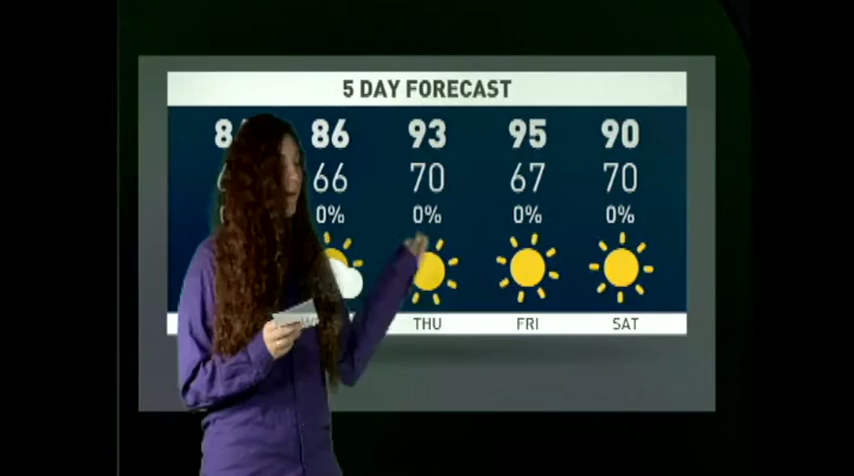 5 DAY FORECAST
86 93 95 90
66 70 67 70
0% 0% 0% 0%
THU FRI SAT